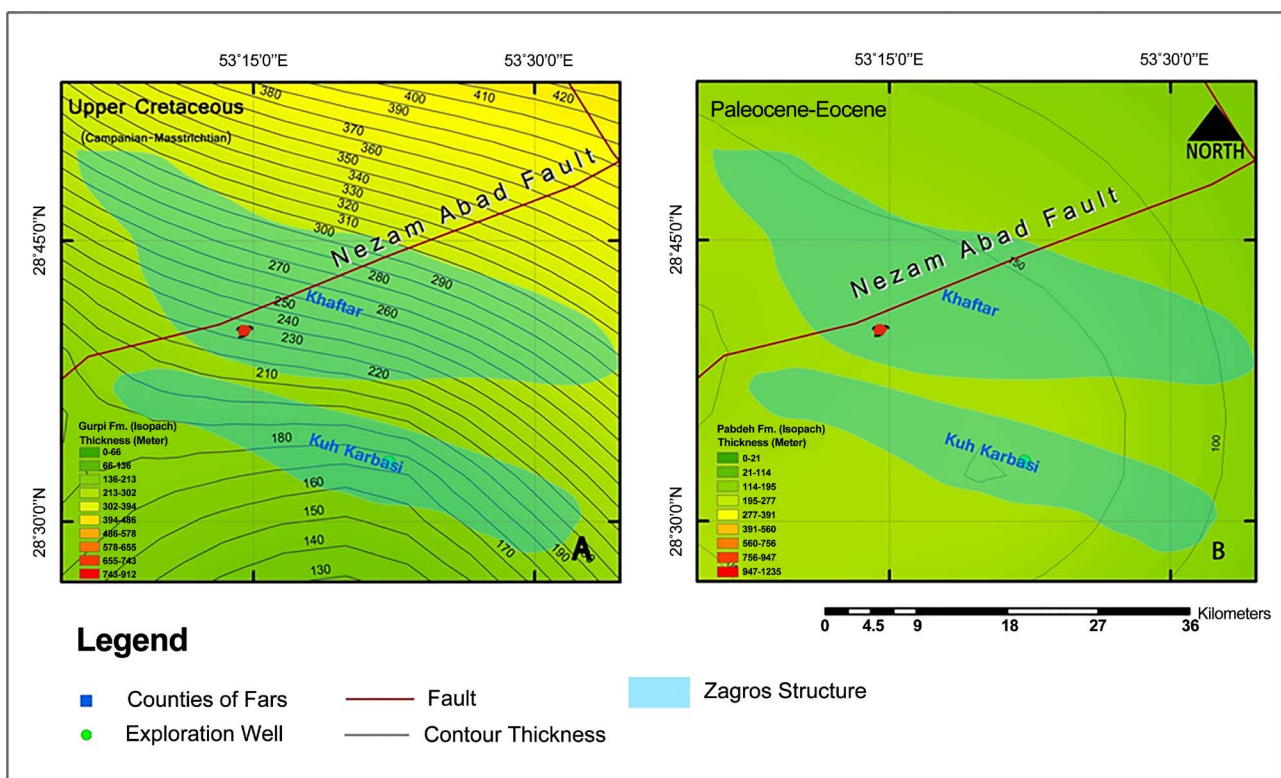 53°15'0"E
53°30'0"E
53°15'0"E
53°30'0"E
Upper Cretaceous
(Campanian-Masstrichtian)
380
400
410
420
390
370
360
350
340
330
320
310
300
Nezam Abad Fault
28°45'0"N
270
280
290
Khaftar
250
260
240
230
210
220
Gurpi Fm. (Isopach)
Thickness (Meter)
0-66
66-136
136-213
213-302
302-394
394-486
486-578
578-655
655-743
743-912
180
Kuh Karbasi
160
150
140
130
170
190
28°30'0"N
A
Paleocene-Eocene
NORTH
Nezam Abad Fault
28°45'0"N
150
Khaftar
100
Pabdeh Fm. (Isopach)
Thickness (Meter)
0-21
21-114
114-195
195-277
277-391
391-560
560-756
756-947
947-1235
Kuh Karbasi
28°30'0"N
B
0 4.5 9 18 27 36 Kilometers
Legend
Counties of Fars
Fault
Zagros Structure
Exploration Well
Contour Thickness